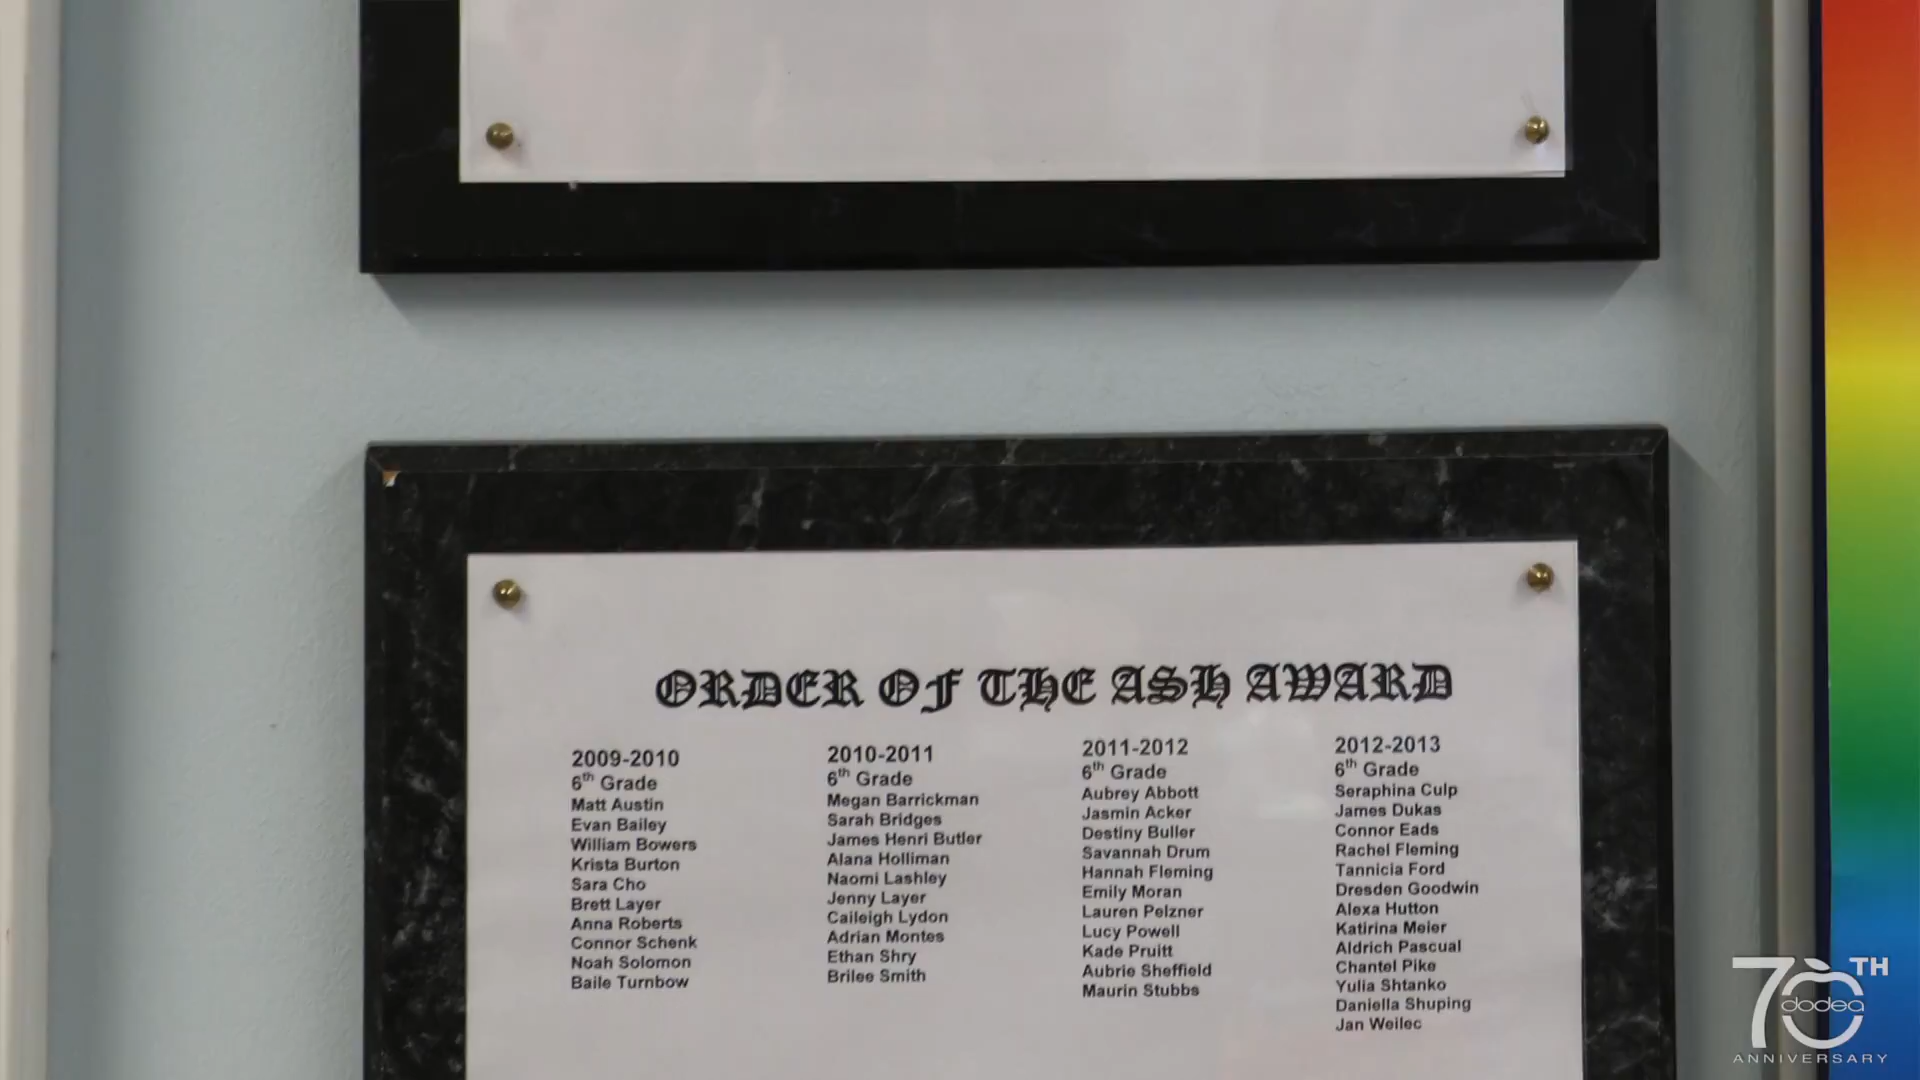 ORDER OF THE ASH AWARD
2009-2010
6th Grade
Matt Austin
Evan Bailey
William Bowers
Krista Burton
Sara Cho
Brett Layer
Anna Roberts
Connor Schenk
Noah Solomon
Baile Turnbow
2010-2011
6th Grade
Megan Barrickman
Sarah Bridges
James Henri Butler
Alana Holliman
Naomi Lashley
Jenny Layer
Caileigh Lydon
Adrian Montes
Ethan Shry
Brilee Smith
2011-2012
6th Grade
Aubrey Abbott
Jasmin Acker
Destiny Buller
Savannah Drum
Hannah Fleming
Emily Moran
Lauren Pelzner
Lucy Powell
Kade Pruitt
Aubrie Sheffield
Maurin Stubbs
2012-2013
6th Grade
Seraphina Culp
James Dukas
Connor Eads
Rachel Fleming
Tannicia Ford
Dresden Goodwin
Alexa Hutton
Katirina Meier
Aldrich Pascual
Chantel Pike
Yulia Shtanko
Daniella Shuping
Jan Weilec
70TH
dodea
ANNIVERSARY